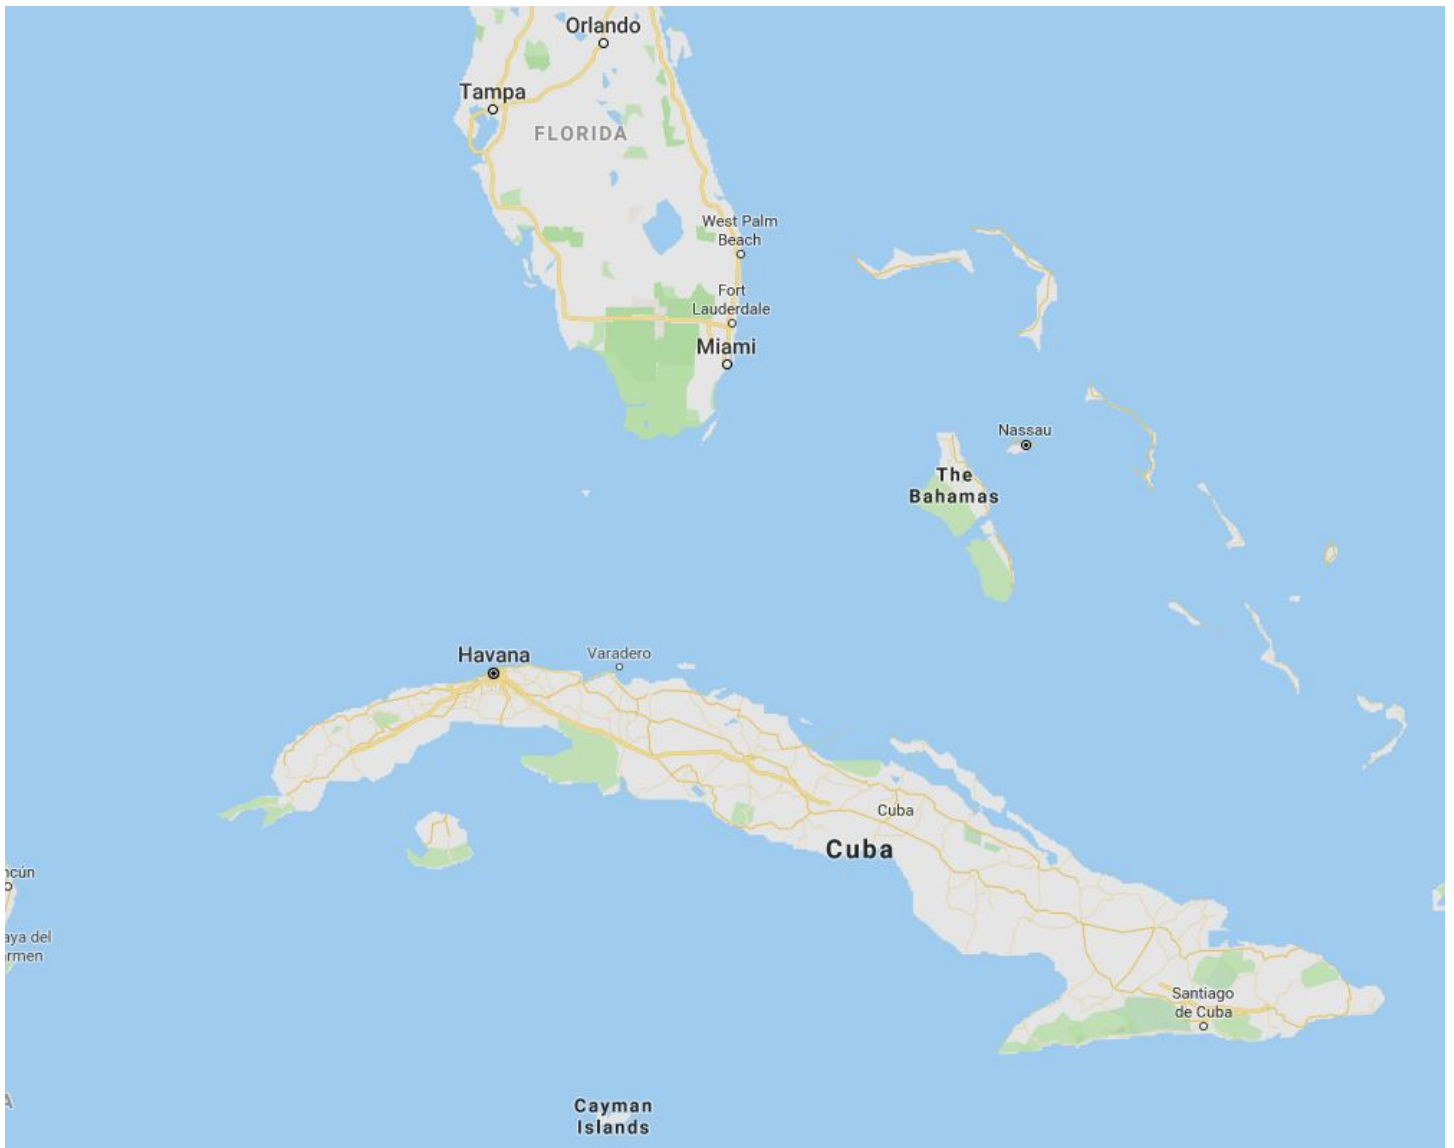 Orlando
Tampa
FLORIDA
West Palm
Beach
Fort
Lauderdale
Miami
Nassau
The
Bahamas
Havana
Varadero
Cuba
Cuba
ncún
aya del
armen
Santiago
de Cuba
A
Cayman
Islands